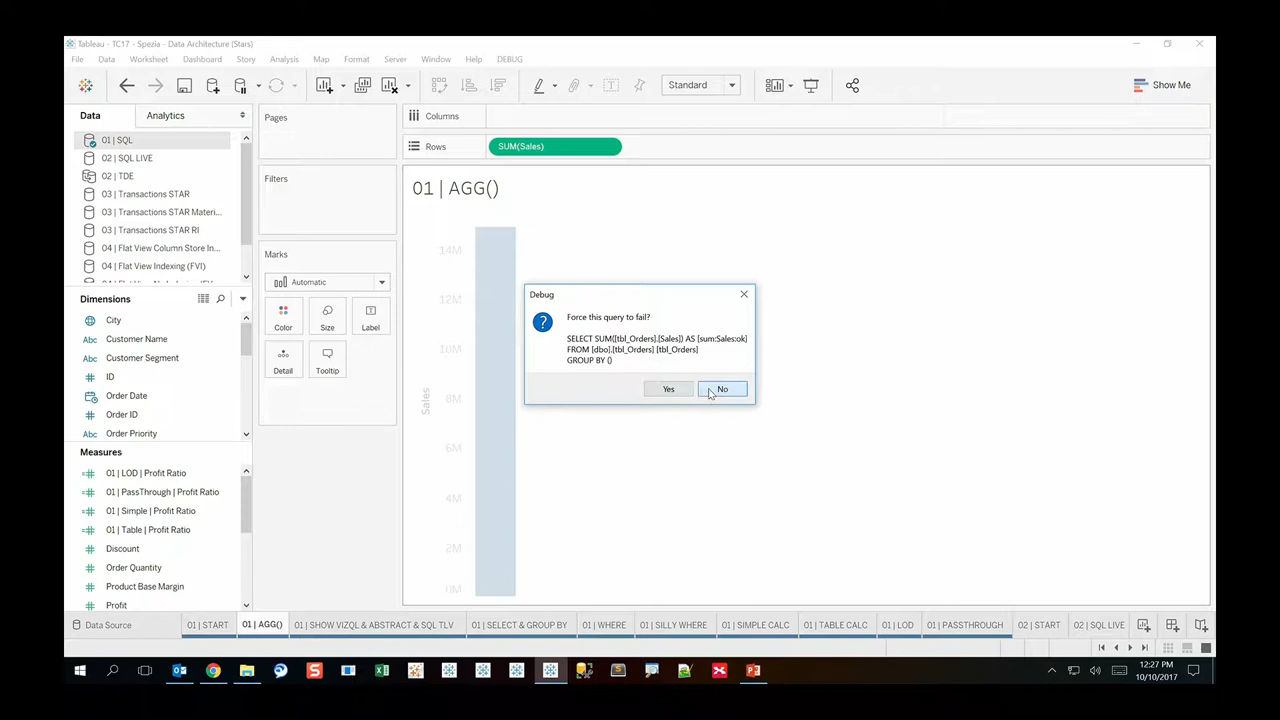 Tableau - TC17 - Spezia - Data Architecture (Stars)
File Data Worksheet Dashboard Story Analysis Map Format Server Window Help DEBUG
Standard
Show Me
Data Analytics
01 | SQL
02 | SQL LIVE
02 | TDE
03 | Transactions STAR
03 | Transactions STAR Materi...
03 | Transactions STAR RI
04 | Flat View Column Store In...
04 | Flat View Indexing (FVI)
Dimensions
City
Abc Customer Name
Abc Customer Segment
ID
Order Date
Order ID
Abc Order Priority
Measures
01 | LOD | Profit Ratio
01 | PassThrough | Profit Ratio
01 | Simple | Profit Ratio
01 | Table | Profit Ratio
Discount
Order Quantity
Product Base Margin
Profit
Pages
Filters
Marks
Automatic
Color Size Label
Detail Tooltip
Columns
Rows SUM(Sales)
01 | AGG()
14M
12M
10M
8M
6M
4M
2M
0M
Sales
Debug
Force this query to fail?
SELECT SUM([tbl_Orders].[Sales]) AS [sum:Sales:ok]
FROM [dbo].[tbl_Orders] [tbl_Orders]
GROUP BY ()
Yes No
Data Source 01 | START 01 | AGG() 01 | SHOW VIZQL & ABSTRACT & SQL TLV 01 | SELECT & GROUP BY 01 | WHERE 01 | SILLY WHERE 01 | SIMPLE CALC 01 | TABLE CALC 01 | LOD 01 | PASSTHROUGH 02 | START 02 | SQL LIVE
12:27 PM
10/10/2017